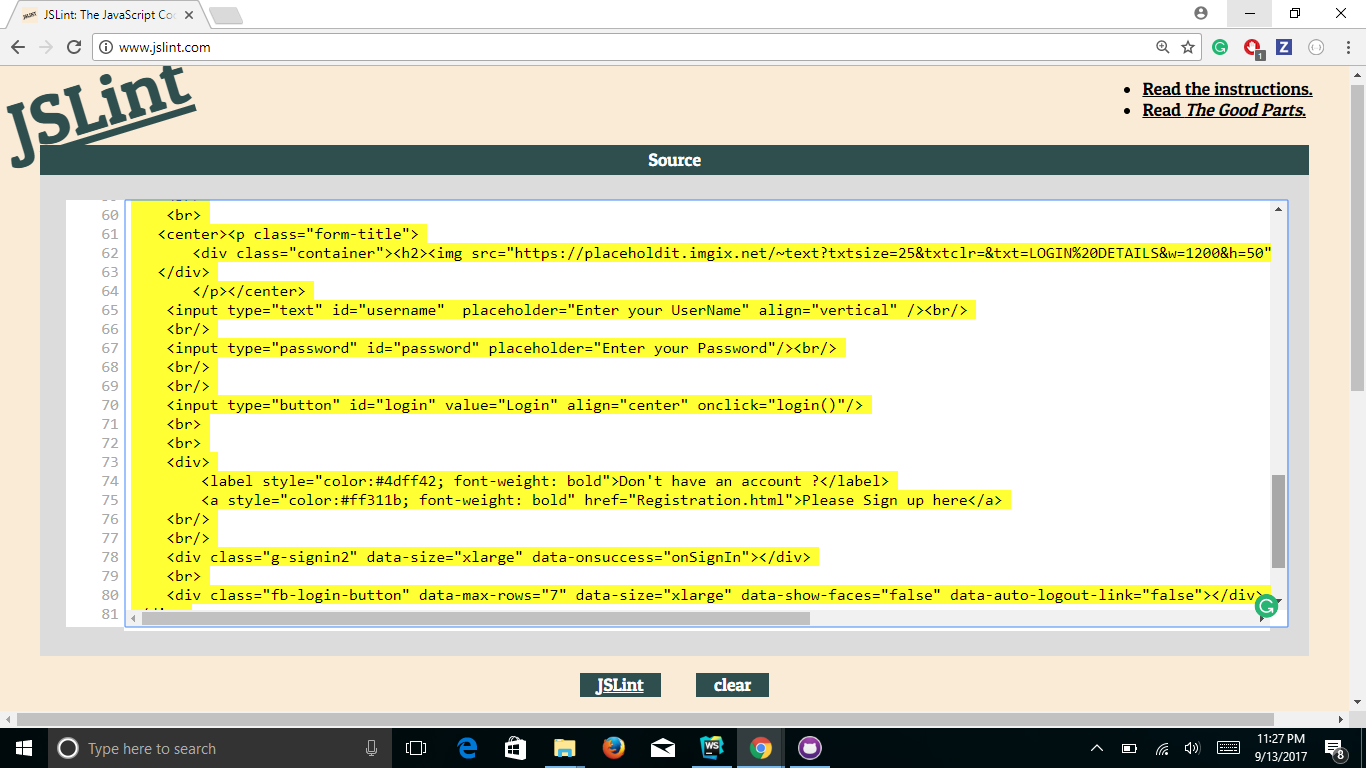 JSLint: The JavaScript Co
www.jslint.com
1
JSLint
Read the instructions.
Read The Good Parts.
Source
60 <br>
61 <center><p class="form-title">
62 <div class="container"><h2><img src="https://placeholdit.imgix.net/~text?txtsize=25&txtclr=&txt=LOGIN%20DETAILS&w=1200&h=50"
63 </div>
64 </p></center>
65 <input type="text" id="username"  placeholder="Enter your UserName" align="vertical" /><br/>
66 <br/>
67 <input type="password" id="password" placeholder="Enter your Password"/><br/>
68 <br/>
69 <br/>
70 <input type="button" id="login" value="Login" align="center" onclick="login()"/>
71 <br>
72 <br>
73 <div>
74 <label style="color:#4dff42; font-weight: bold">Don't have an account ?</label>
75 <a style="color:#ff311b; font-weight: bold" href="Registration.html">Please Sign up here</a>
76 <br/>
77 <br/>
78 <div class="g-signin2" data-size="xlarge" data-onsuccess="onSignIn"></div>
79 <br>
80 <div class="fb-login-button" data-max-rows="7" data-size="xlarge" data-show-faces="false" data-auto-logout-link="false"></div>
81
JSLint clear
Type here to search
WS
11:27 PM
9/13/2017
8